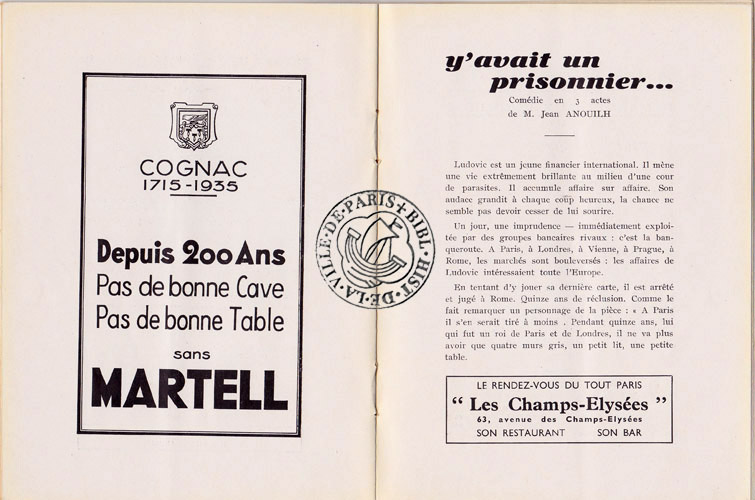 COGNAC
1715-1935
Depuis 200 Ans
Pas de bonne Cave
Pas de bonne Table
sans
MARTELL
BIBL. HIST. DE LA VILLE DE PARIS
y'avait un
prisonnier...
Comédie en 3 actes
de M. Jean ANOUILH
Ludovic est un jeune financier international. Il mène
une vie extrêmement brillante au milieu d'une cour
de parasites. Il accumule affaire sur affaire. Son
audace grandit à chaque coup heureux, la chance ne
semble pas devoir cesser de lui sourire.
Un jour, une imprudence — immédiatement exploi-
tée par des groupes bancaires rivaux : c'est la ban-
queroute. A Paris, à Londres, à Vienne, à Prague, à
Rome, les marchés sont bouleversés : les affaires de
Ludovic intéressaient toute l'Europe.
En tentant d'y jouer sa dernière carte, il est arrêté
et jugé à Rome. Quinze ans de réclusion. Comme le
fait remarquer un personnage de la pièce : « A Paris
il s'en serait tiré à moins . Pendant quinze ans, lui
qui fut un roi de Paris et de Londres, il ne va plus
avoir que quatre murs gris, un petit lit, une petite
table.
LE RENDEZ-VOUS DU TOUT PARIS
“ Les Champs-Elysées ”
63, avenue des Champs-Elysées
SON RESTAURANT SON BAR